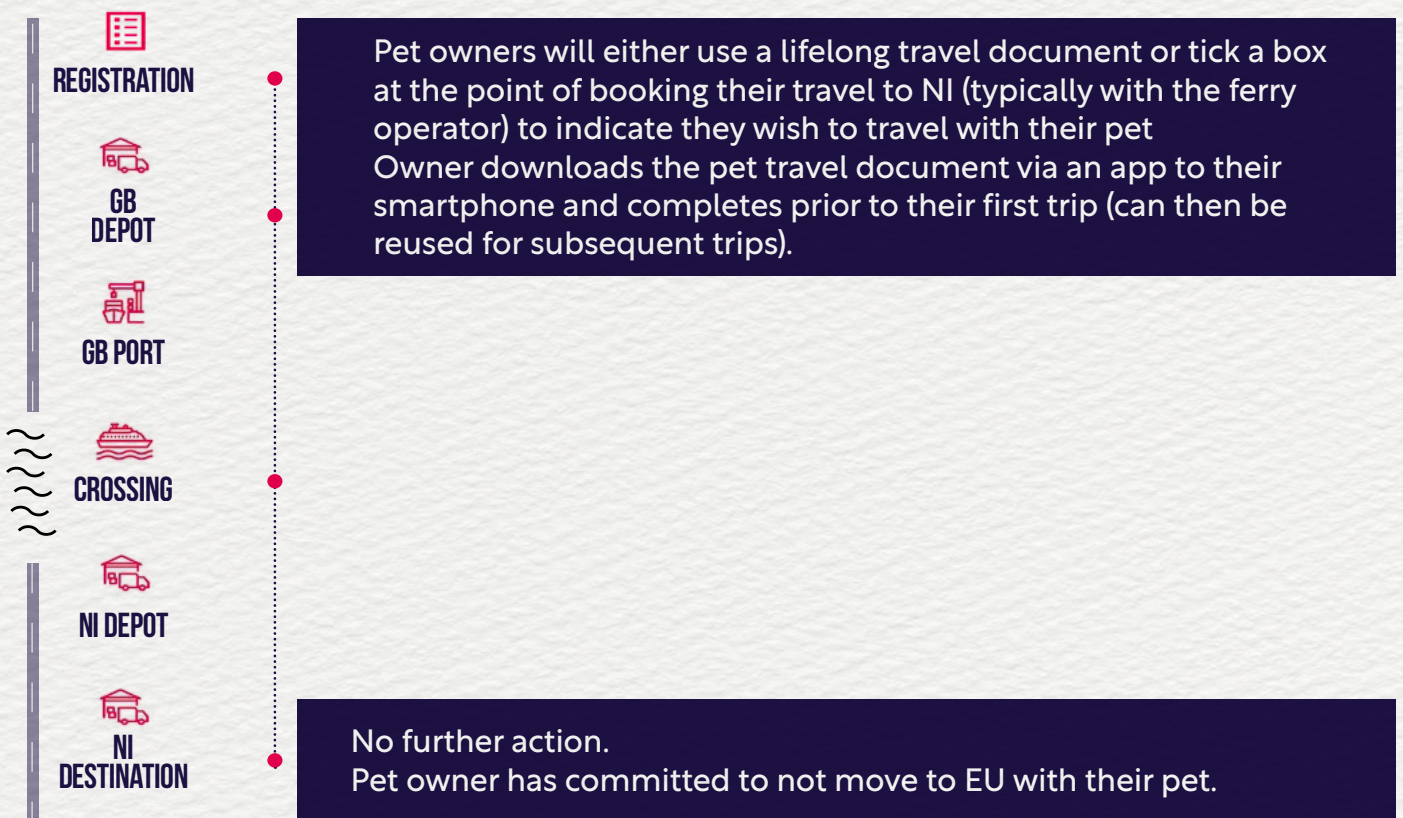 REGISTRATION
Pet owners will either use a lifelong travel document or tick a box
at the point of booking their travel to NI (typically with the ferry
operator) to indicate they wish to travel with their pet
Owner downloads the pet travel document via an app to their
smartphone and completes prior to their first trip (can then be
reused for subsequent trips).
GB
DEPOT
GB PORT
CROSSING
NI DEPOT
NI
DESTINATION
No further action.
Pet owner has committed to not move to EU with their pet.